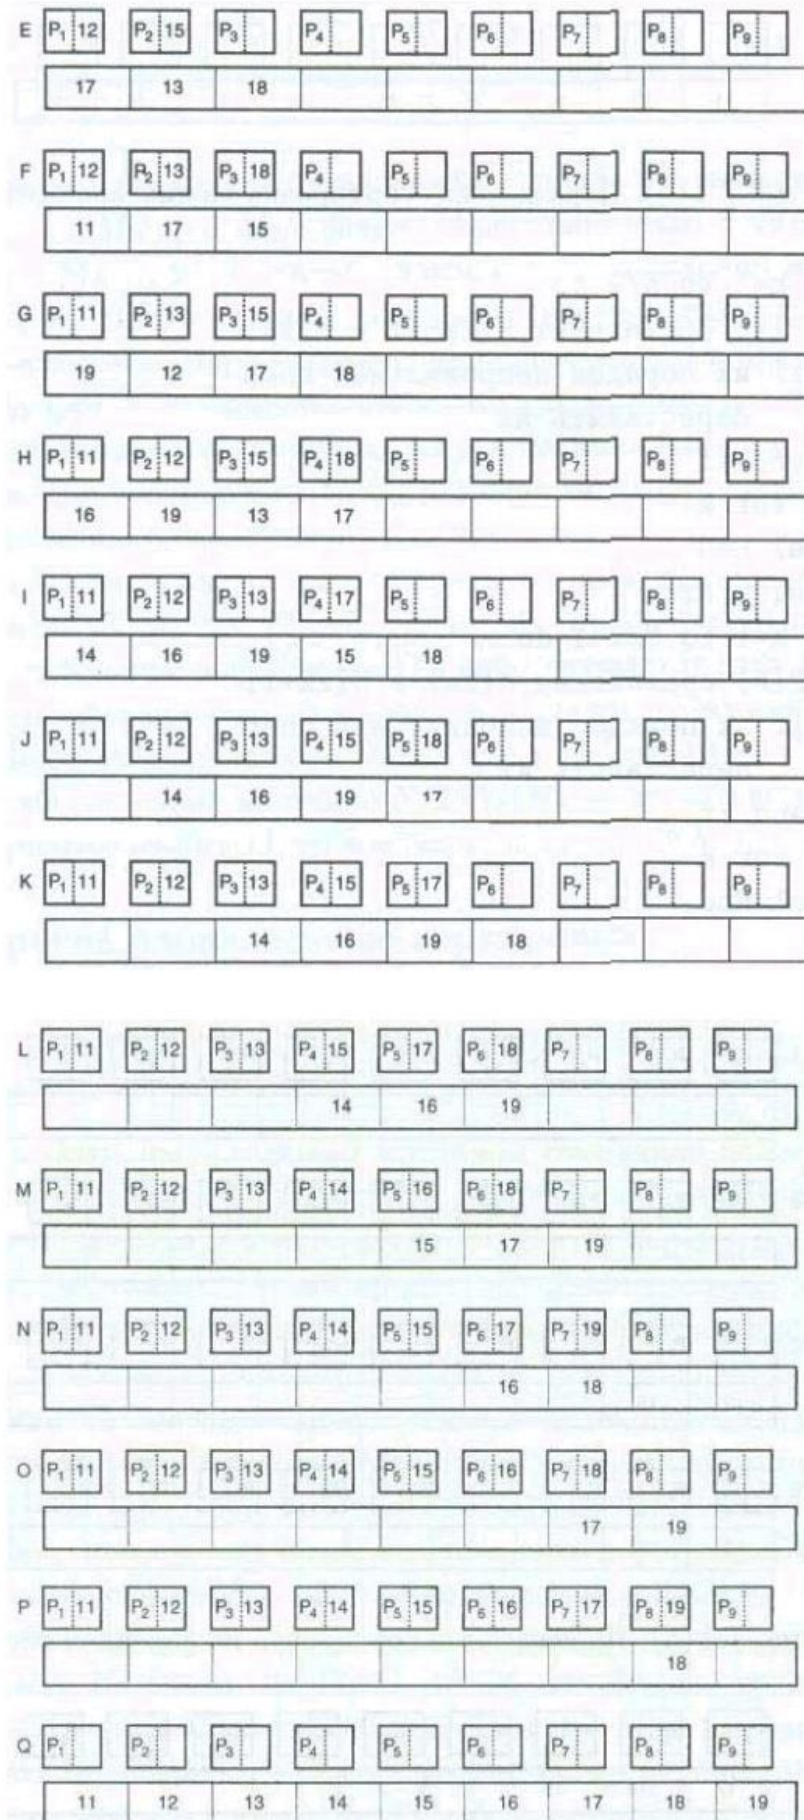 E P₁ 12 P₂ 15 P₃ P₄ P₅ P₆ P₇ P₈ P₉
17 13 18
F P₁ 12 P₂ 13 P₃ 18 P₄ P₅ P₆ P₇ P₈ P₉
11 17 15
G P₁ 11 P₂ 13 P₃ 15 P₄ P₅ P₆ P₇ P₈ P₉
19 12 17 18
H P₁ 11 P₂ 12 P₃ 15 P₄ 18 P₅ P₆ P₇ P₈ P₉
16 19 13 17
I P₁ 11 P₂ 12 P₃ 13 P₄ 17 P₅ P₆ P₇ P₈ P₉
14 16 19 15 18
J P₁ 11 P₂ 12 P₃ 13 P₄ 15 P₅ 18 P₆ P₇ P₈ P₉
14 16 19 17
K P₁ 11 P₂ 12 P₃ 13 P₄ 15 P₅ 17 P₆ P₇ P₈ P₉
14 16 19 18
L P₁ 11 P₂ 12 P₃ 13 P₄ 15 P₅ 17 P₆ 18 P₇ P₈ P₉
14 16 19
M P₁ 11 P₂ 12 P₃ 13 P₄ 14 P₅ 16 P₆ 18 P₇ P₈ P₉
15 17 19
N P₁ 11 P₂ 12 P₃ 13 P₄ 14 P₅ 15 P₆ 17 P₇ 19 P₈ P₉
16 18
O P₁ 11 P₂ 12 P₃ 13 P₄ 14 P₅ 15 P₆ 16 P₇ 18 P₈ P₉
17 19
P P₁ 11 P₂ 12 P₃ 13 P₄ 14 P₅ 15 P₆ 16 P₇ 17 P₈ 19 P₉
18
Q P₁ P₂ P₃ P₄ P₅ P₆ P₇ P₈ P₉
11 12 13 14 15 16 17 18 19